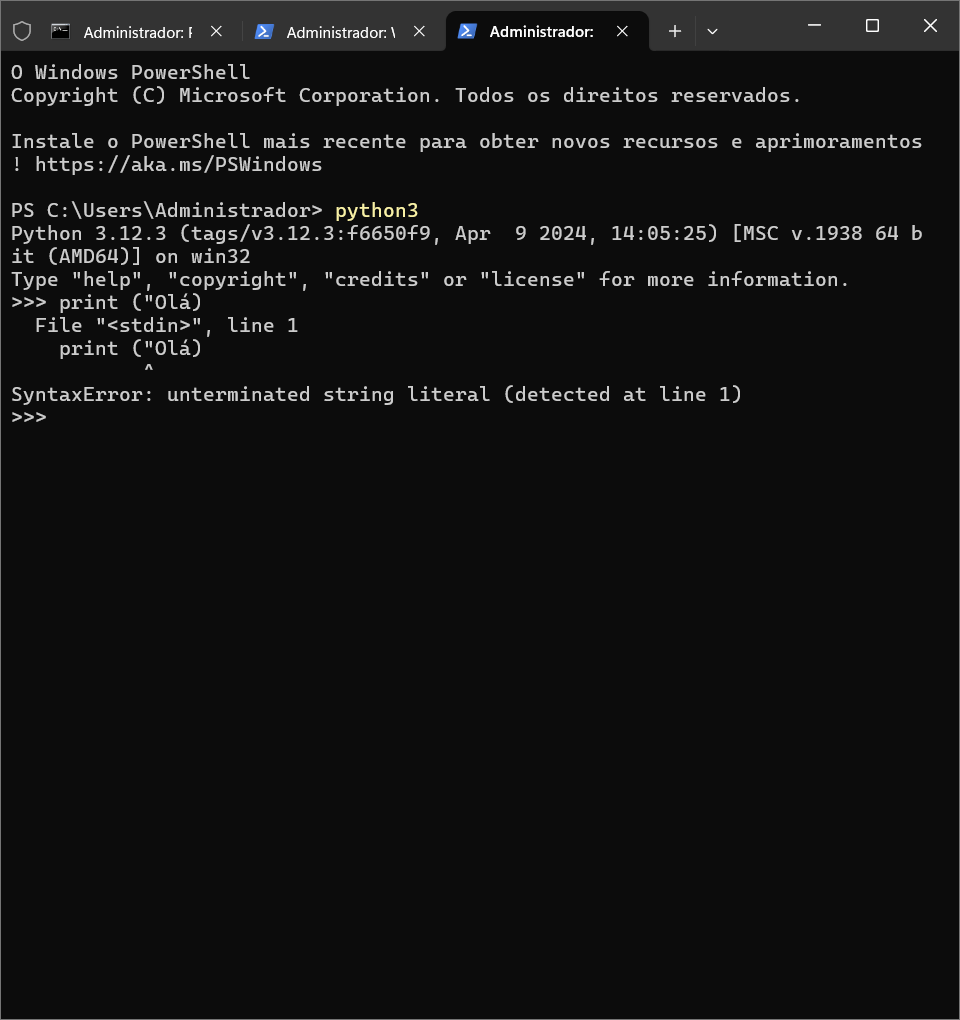 Administrador: F
Administrador: V
Administrador:
O Windows PowerShell
Copyright (C) Microsoft Corporation. Todos os direitos reservados.
Instale o PowerShell mais recente para obter novos recursos e aprimoramentos
! https://aka.ms/PSWindows
PS C:\Users\Administrador> python3
Python 3.12.3 (tags/v3.12.3:f6650f9, Apr  9 2024, 14:05:25) [MSC v.1938 64 b
it (AMD64)] on win32
Type "help", "copyright", "credits" or "license" for more information.
>>> print ("Olá)
  File "<stdin>", line 1
    print ("Olá)
           ^
SyntaxError: unterminated string literal (detected at line 1)
>>>